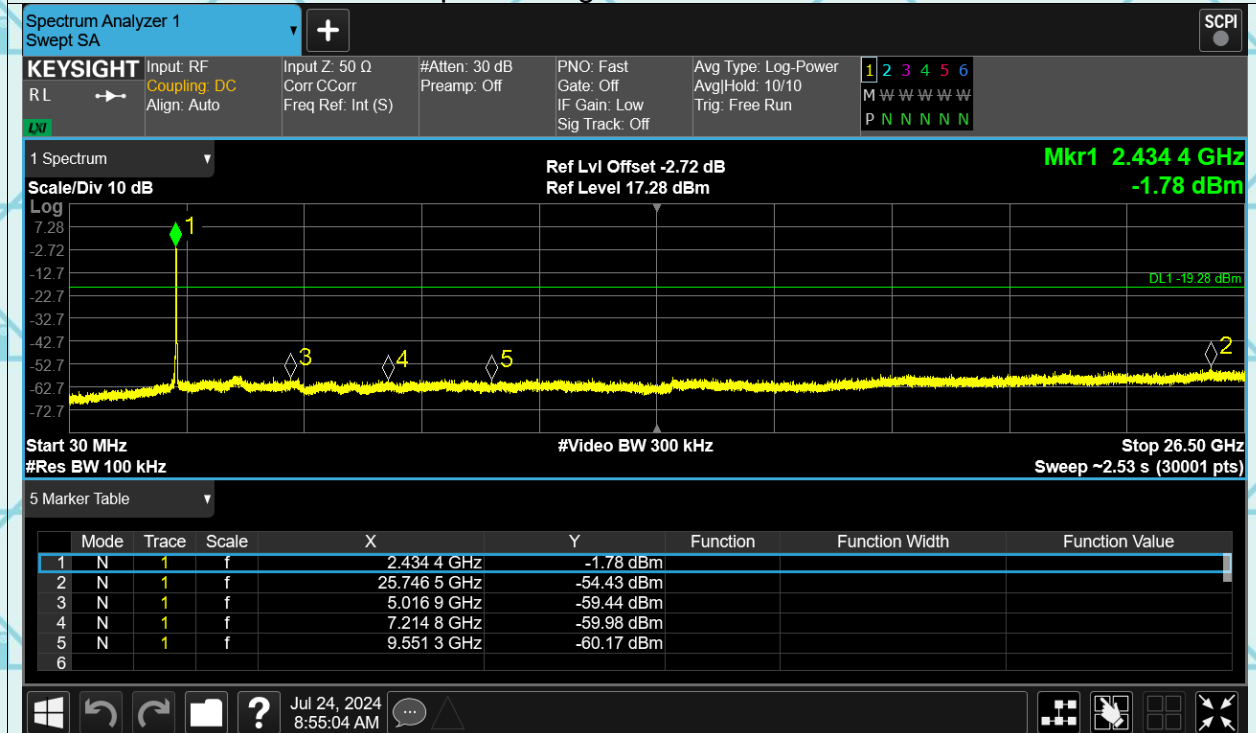 Spectrum Analyzer 1
Swept SA
SCPI
KEYSIGHT
R L
LXI
Input: RF
Coupling: DC
Align: Auto
Input Z: 50 Ω
Corr CCorr
Freq Ref: Int (S)
#Atten: 30 dB
Preamp: Off
PNO: Fast
Gate: Off
IF Gain: Low
Sig Track: Off
Avg Type: Log-Power
Avg|Hold: 10/10
Trig: Free Run
1 2 3 4 5 6
M W W W W W
P N N N N N
1 Spectrum
Scale/Div 10 dB
Ref Lvl Offset -2.72 dB
Ref Level 17.28 dBm
Mkr1 2.434 4 GHz
-1.78 dBm
Log
7.28
-2.72
-12.7
-22.7
-32.7
-42.7
-52.7
-62.7
-72.7
1
3
4
5
2
DL1 -19.28 dBm
Start 30 MHz
#Video BW 300 kHz
Stop 26.50 GHz
#Res BW 100 kHz
Sweep ~2.53 s (30001 pts)
5 Marker Table
Mode Trace Scale X Y Function Function Width Function Value
1 N 1 f 2.434 4 GHz -1.78 dBm
2 N 1 f 25.746 5 GHz -54.43 dBm
3 N 1 f 5.016 9 GHz -59.44 dBm
4 N 1 f 7.214 8 GHz -59.98 dBm
5 N 1 f 9.551 3 GHz -60.17 dBm
6
?
Jul 24, 2024
8:55:04 AM